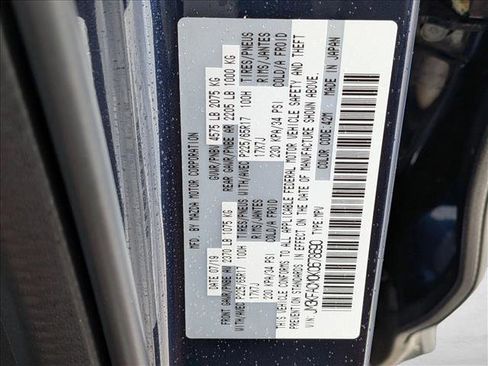 MFD. BY MAZDA MOTOR CORPORATION
DATE 07/19 GVWR/PNBV 4575 LB 2075 KG
FRONT GAWR/PNBE AV 2370 LB 1075 KG REAR GAWR/PNBE AR 2205 LB 1000 KG
WITH/AVEC P225/65R17 100H TIRES/PNEUS WITH/AVEC P225/65R17 100H TIRES/PNEUS
17X7J RIMS/JANTES 17X7J RIMS/JANTES
230 KPA/34 PSI COLD/A FROID 230 KPA/34 PSI COLD/A FROID
THIS VEHICLE CONFORMS TO ALL APPLICABLE FEDERAL MOTOR VEHICLE SAFETY AND THEFT
PREVENTION STANDARDS IN EFFECT ON THE DATE OF MANUFACTURE SHOWN ABOVE.
VIN: TYPE: MPV COLOR CODE: 42M MADE IN JAPAN